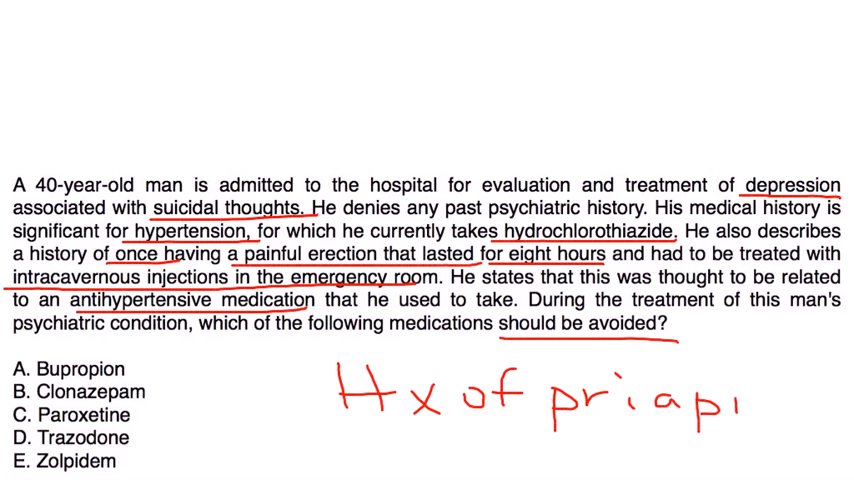 A 40-year-old man is admitted to the hospital for evaluation and treatment of depression
associated with suicidal thoughts. He denies any past psychiatric history. His medical history is
significant for hypertension, for which he currently takes hydrochlorothiazide. He also describes
a history of once having a painful erection that lasted for eight hours and had to be treated with
intracavernous injections in the emergency room. He states that this was thought to be related
to an antihypertensive medication that he used to take. During the treatment of this man's
psychiatric condition, which of the following medications should be avoided?
A. Bupropion
B. Clonazepam
C. Paroxetine
D. Trazodone
E. Zolpidem
Hx of priapı